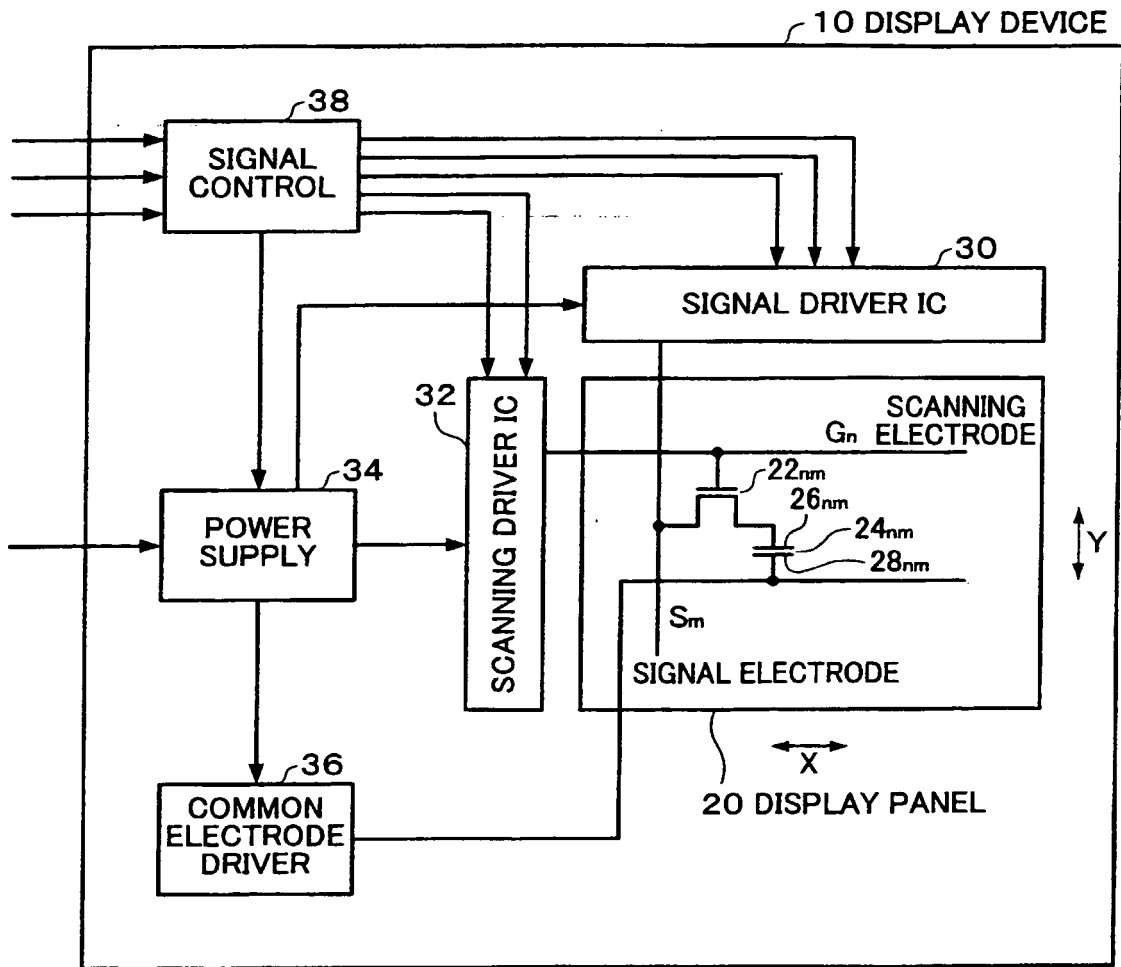 10 DISPLAY DEVICE
38
SIGNAL
CONTROL
30
SIGNAL DRIVER IC
32
SCANNING DRIVER IC
SCANNING
ELECTRODE
Gn
22nm
26nm
24nm
28nm
Y
34
POWER
SUPPLY
Sm
SIGNAL ELECTRODE
X
20 DISPLAY PANEL
36
COMMON
ELECTRODE
DRIVER